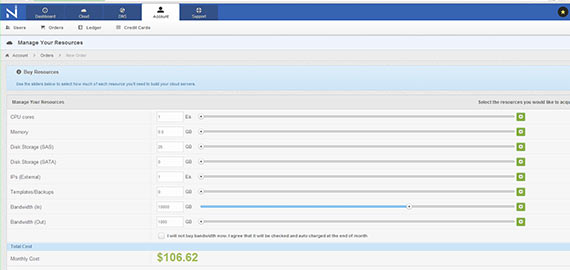 Dashboard Cloud DNS Account Support
Users Orders Ledger Credit Cards
Manage Your Resources
Account > Orders > New Order
Buy Resources
Use the sliders below to select how much of each resource you'll need to build your cloud servers.
Manage Your Resources Select the resources you would like to acqu
CPU cores 1 Ea.
Memory 0.5 GB
Disk Storage (SAS) 20 GB
Disk Storage (SATA) 0 GB
IPs (External) 1 Ea.
Templates/Backups 0 GB
Bandwidth (In) 10000 GB
Bandwidth (Out) 1000 GB
I will not buy bandwidth now. I agree that it will be checked and auto charged at the end of month
Total Cost
Monthly Cost $106.62